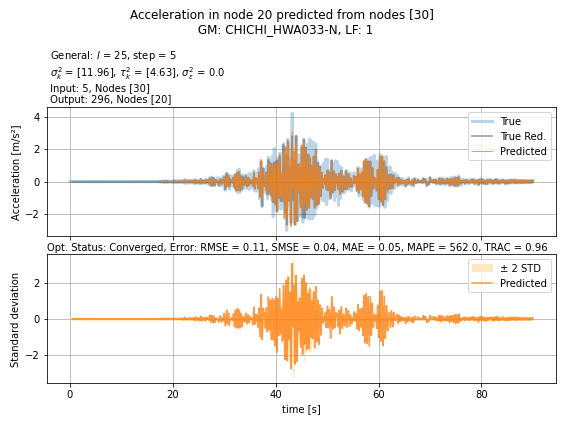 Acceleration in node 20 predicted from nodes [30]
GM: CHICHI_HWA033-N, LF: 1
General: l = 25, step = 5
σ²ₖ = [11.96], τ²ₖ = [4.63], σ²ε = 0.0
Input: 5, Nodes [30]
Output: 296, Nodes [20]
Acceleration [m/s²]
4
2
0
−2
True
True Red.
Predicted
Opt. Status: Converged, Error: RMSE = 0.11, SMSE = 0.04, MAE = 0.05, MAPE = 562.0, TRAC = 0.96
Standard deviation
2
0
−2
± 2 STD
Predicted
0 20 40 60 80
time [s]